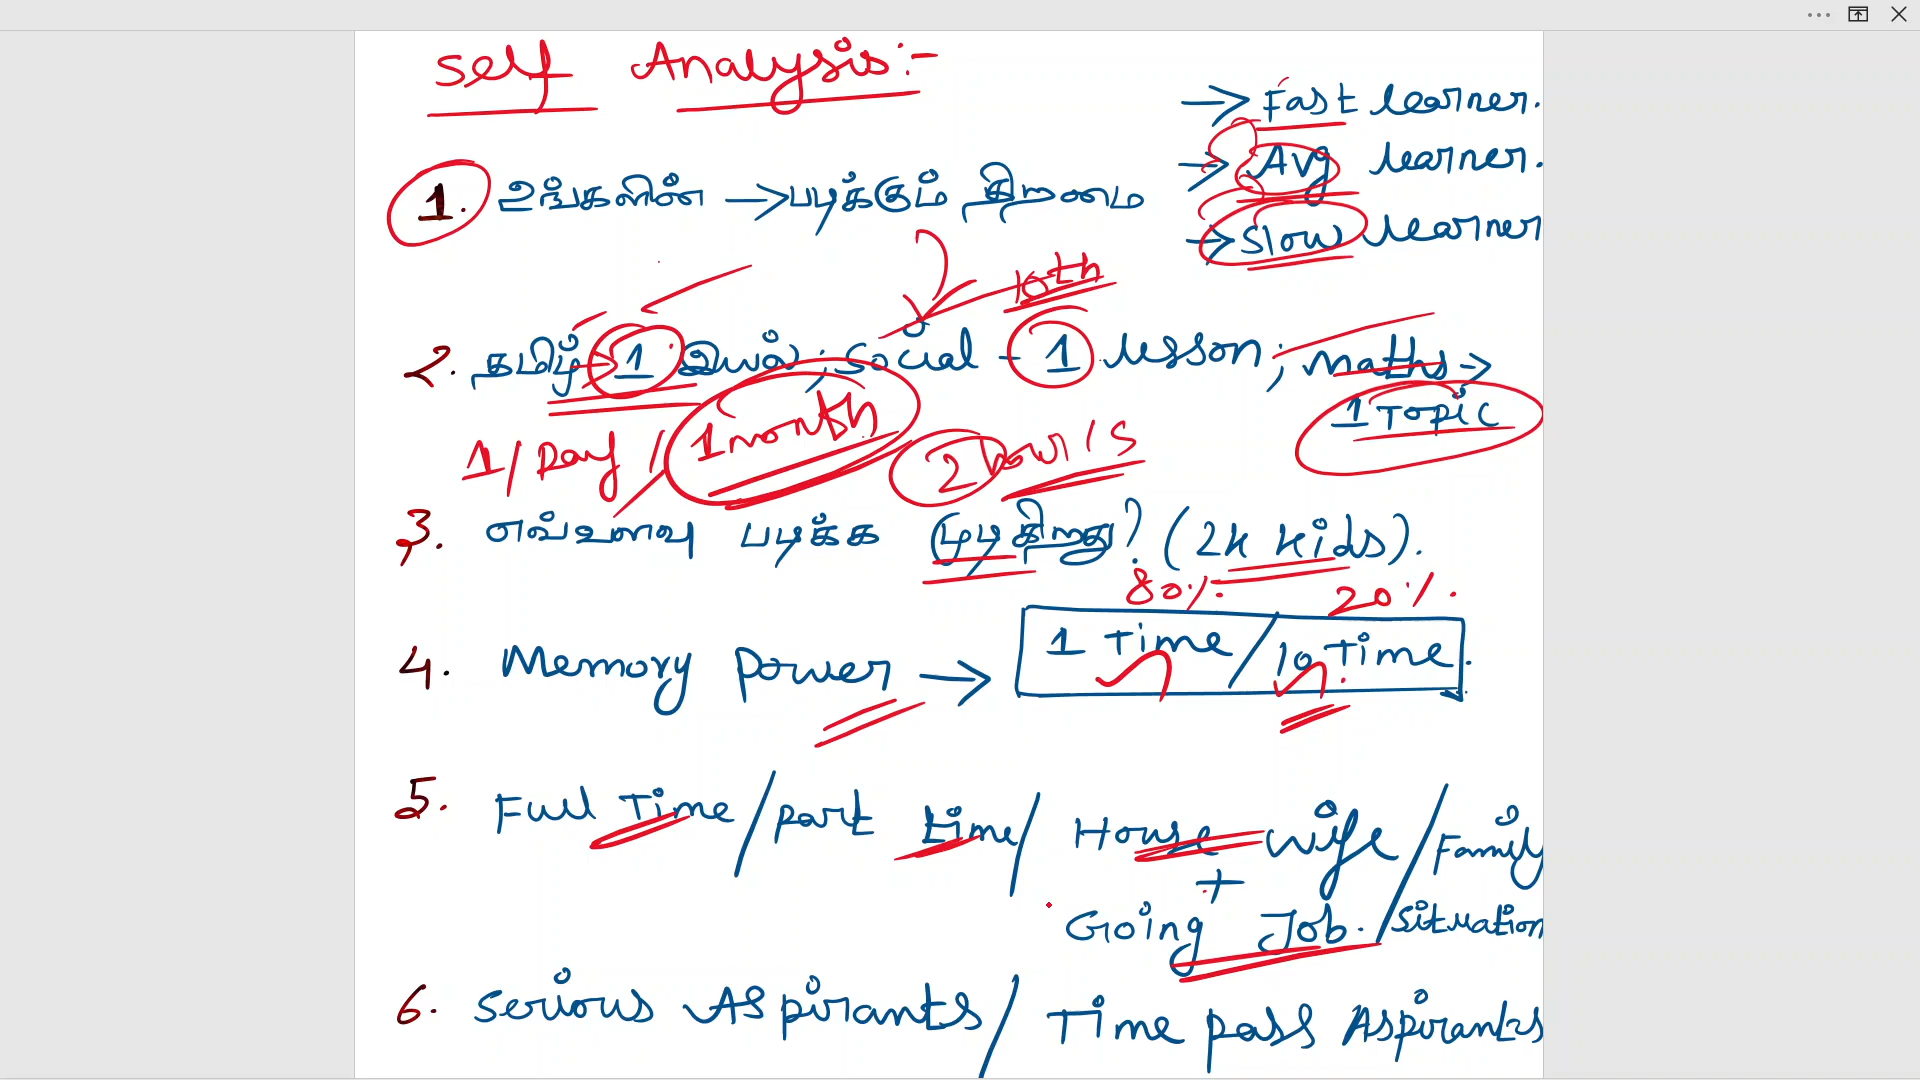 Self Analysis:-
→ Fast learner.
→ Avg learner.
1. உங்களின் → படிக்கும் திறமை
→ Slow learner
10th
2. தமிழ் - 1 இயல்; Social - 1 lesson; maths →
1 Topic
1/Day / 1 month 2 hours
3. எவ்வளவு படிக்க முடிகிறது? (2k kids).
80% 20%.
4. Memory Power → 1 Time / 10 Time.
5. Full Time / Part time / House wife / Family
+
Going Job. / Situation
6. Serious Aspirants / Time pass Aspirants